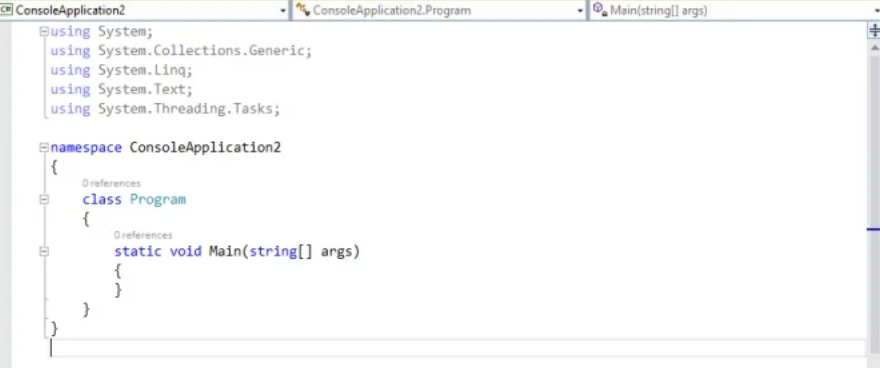 C# ConsoleApplication2
ConsoleApplication2.Program
Main(string[] args)
using System;
using System.Collections.Generic;
using System.Linq;
using System.Text;
using System.Threading.Tasks;
namespace ConsoleApplication2
{
0 references
class Program
{
0 references
static void Main(string[] args)
{
}
}
}